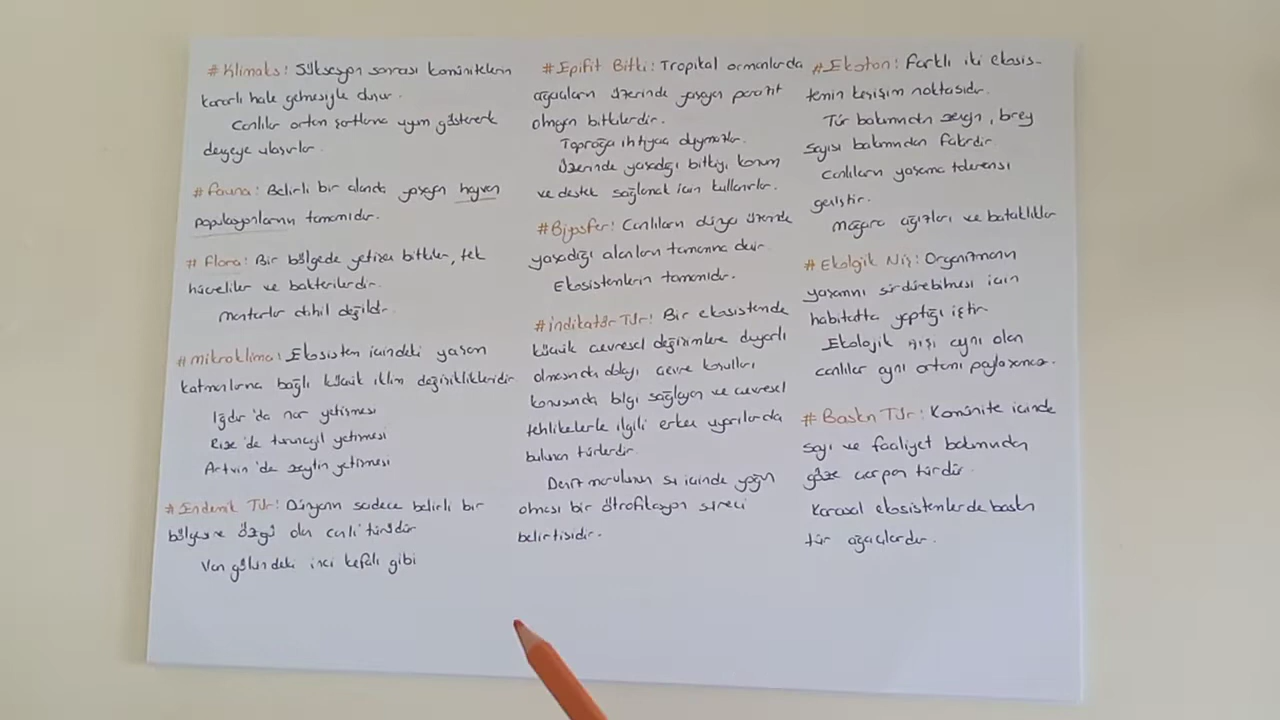 #Klimaks: Süksesyon sonrası komünitelerin
kararlı hale gelmesiyle oluşur.
Canlılar ortam şartlarına uyum göstererek
dengeye ulaşırlar.
#Fauna: Belirli bir alanda yaşayan hayvan
populasyonlarının tamamıdır.
#Flora: Bir bölgede yetişen bitkiler, tek
hücreliler ve bakterilerdir.
Mantarlar dahil değildir.
#Mikroklima: Ekosistem içindeki yaşam
katmanlarına bağlı küçük iklim değişiklikleridir
Iğdır'da nar yetişmesi
Rize'de turunçgil yetişmesi
Artvin'de zeytin yetişmesi
#Endemik Tür: Dünyanın sadece belirli bir
bölgesine özgü olan canlı türüdür
Van gölündeki inci kefali gibi
#Epifit Bitki: Tropikal ormanlarda
ağaçların üzerinde yaşayan parazit
olmayan bitkilerdir.
Toprağa ihtiyaç duymazlar.
Üzerinde yaşadığı bitkiyi konum
ve destek sağlamak için kullanırlar.
#Biyosfer: Canlıların dünya üzerinde
yaşadığı alanların tamamına denir.
Ekosistemlerin tamamıdır.
#İndikatör Tür: Bir ekosistemde
küçük çevresel değişimlere duyarlı
olmasından dolayı çevre koşulları
konusunda bilgi sağlayan ve çevresel
tehlikelerle ilgili erken uyarılarda
bulunan türlerdir.
Deniz marulunun su içinde yoğun
olması bir ötrofikasyon süreci
belirtisidir.
#Ekoton: Farklı iki ekosis-
temin kesişim noktasıdır.
Tür bakımından zengin, birey
sayısı bakımından fakirdir.
Canlıların yaşama toleransı
geniştir.
Mağara ağızları ve bataklıklar
#Ekolojik Niş: Organizmanın
yaşamını sürdürebilmesi için
habitatta yaptığı iştir
Ekolojik nişi aynı olan
canlılar aynı ortamı paylaşamaz.
#Baskın Tür: Komünite içinde
sayı ve faaliyet bakımından
göze çarpan türdür.
Karasal ekosistemlerde baskın
tür ağaçlardır.